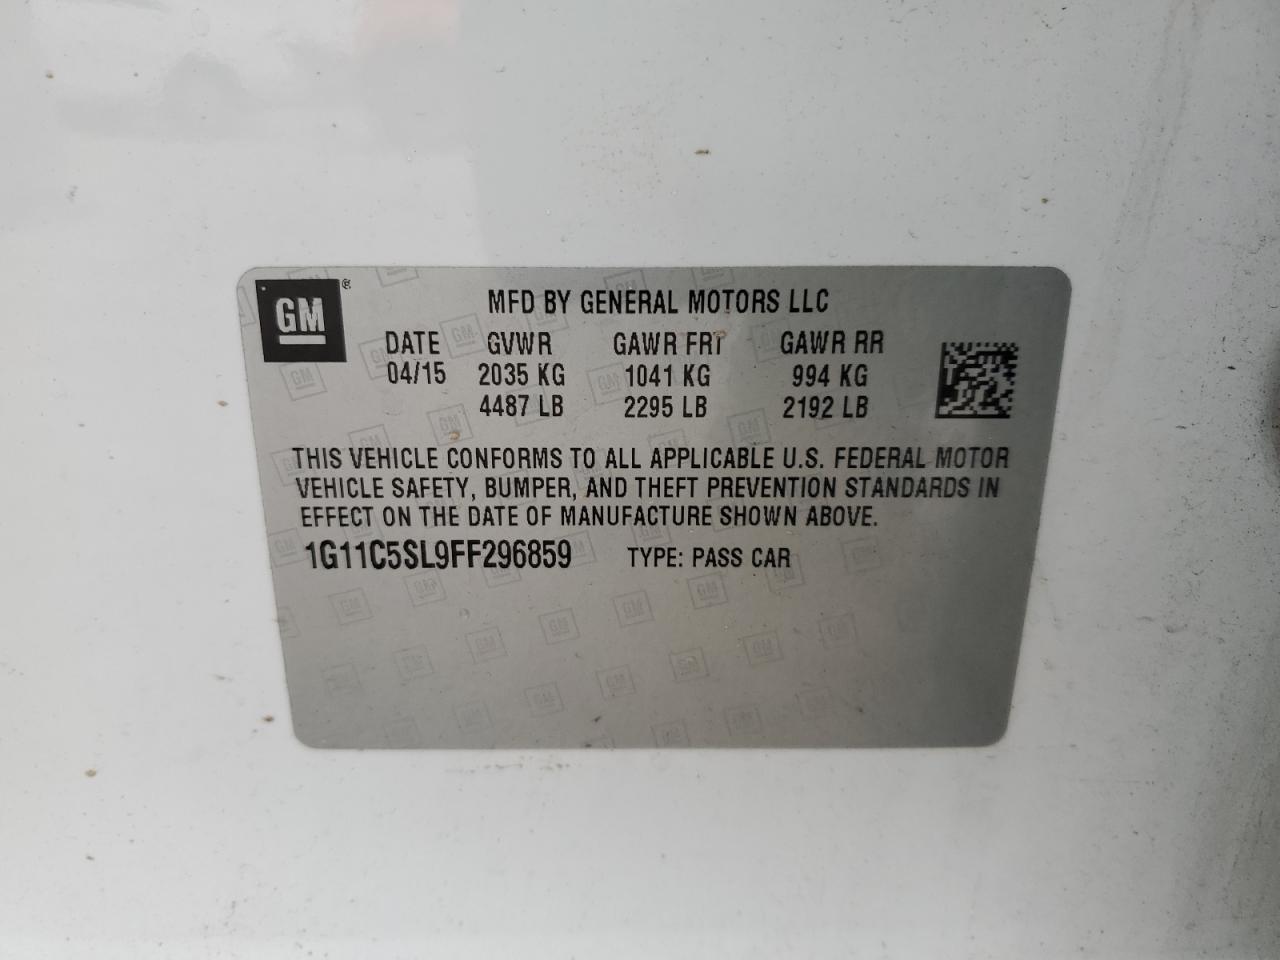 GM®
MFD BY GENERAL MOTORS LLC
DATE GVWR GAWR FRT GAWR RR
04/15 2035 KG 1041 KG 994 KG
4487 LB 2295 LB 2192 LB
THIS VEHICLE CONFORMS TO ALL APPLICABLE U.S. FEDERAL MOTOR
VEHICLE SAFETY, BUMPER, AND THEFT PREVENTION STANDARDS IN
EFFECT ON THE DATE OF MANUFACTURE SHOWN ABOVE.
1G11C5SL9FF296859 TYPE: PASS CAR